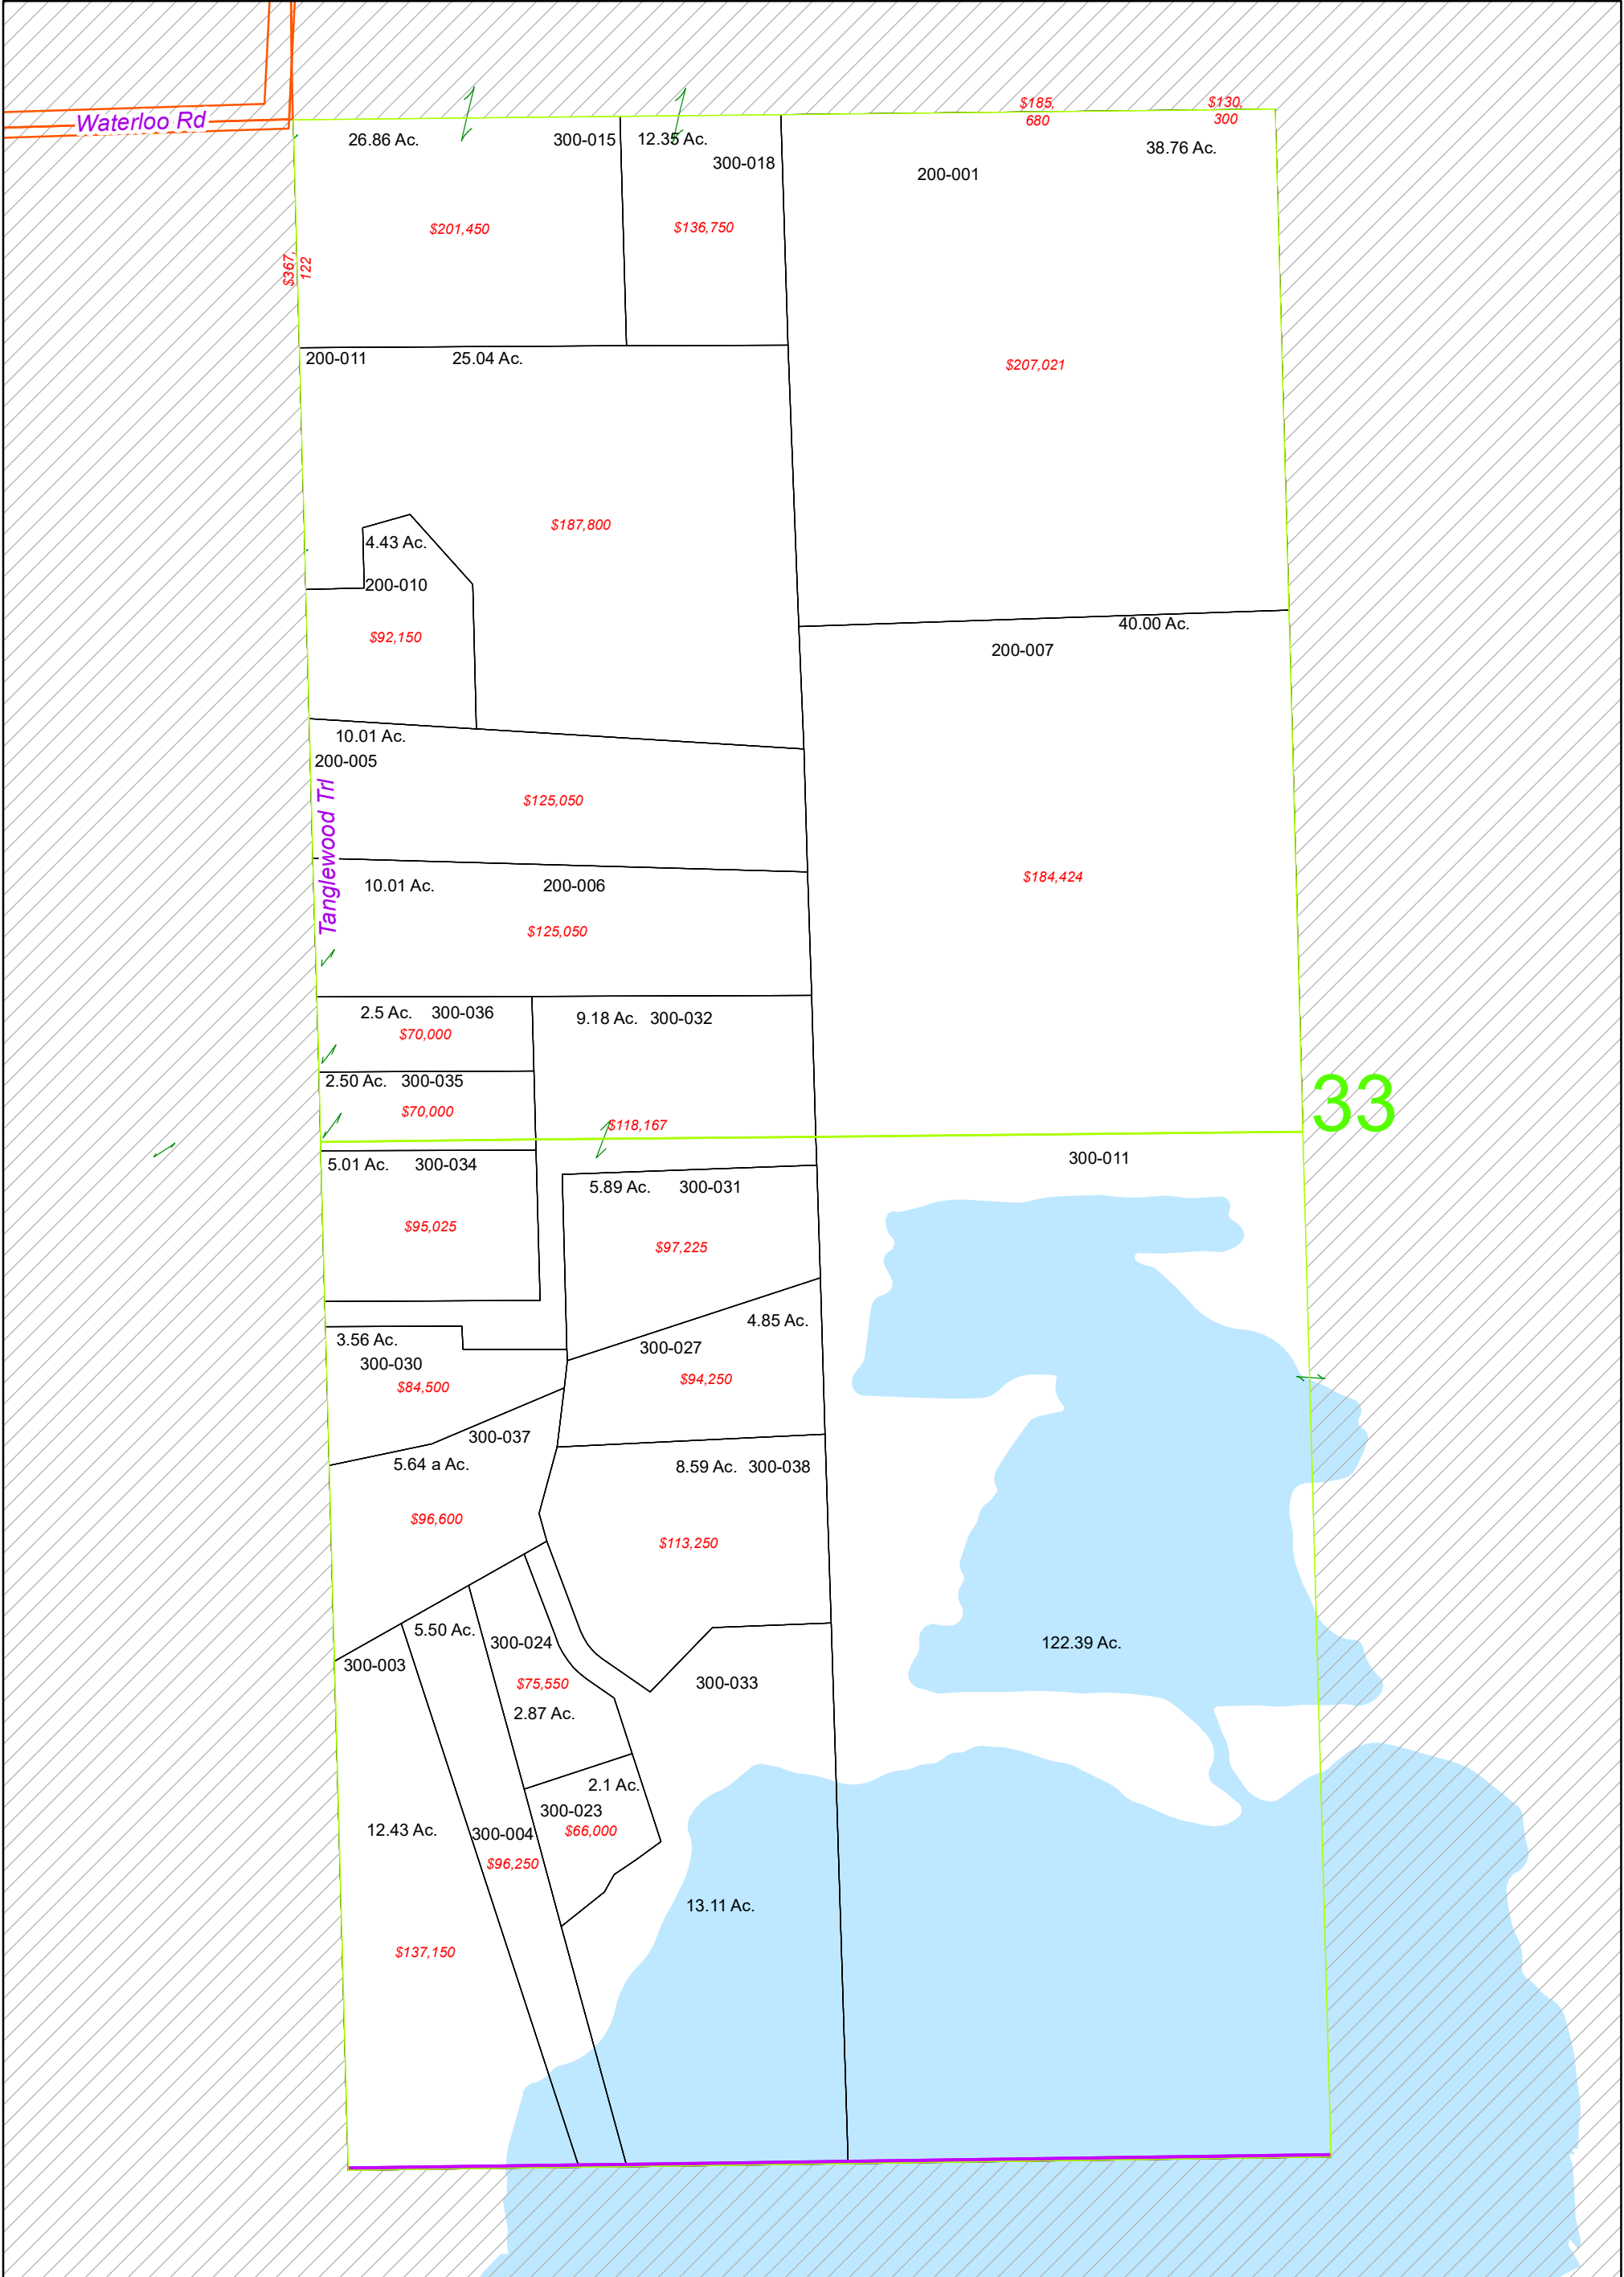 $185,
680
$130,
300
Waterloo Rd
26.86 Ac.
300-015
12.35 Ac.
300-018
38.76 Ac.
200-001
$201,450
$136,750
$367,
122
200-011
25.04 Ac.
$207,021
$187,800
4.43 Ac.
200-010
$92,150
40.00 Ac.
200-007
10.01 Ac.
200-005
$125,050
Tanglewood Trl
10.01 Ac.
200-006
$184,424
$125,050
2.5 Ac.
300-036
$70,000
9.18 Ac.
300-032
2.50 Ac.
300-035
$70,000
$118,167
33
5.01 Ac.
300-034
300-011
5.89 Ac.
300-031
$95,025
$97,225
4.85 Ac.
3.56 Ac.
300-030
$84,500
300-027
$94,250
300-037
5.64 a Ac.
8.59 Ac.
300-038
$96,600
$113,250
5.50 Ac.
300-024
300-003
$75,550
2.87 Ac.
300-033
122.39 Ac.
2.1 Ac.
300-023
$66,000
12.43 Ac.
300-004
$96,250
13.11 Ac.
$137,150